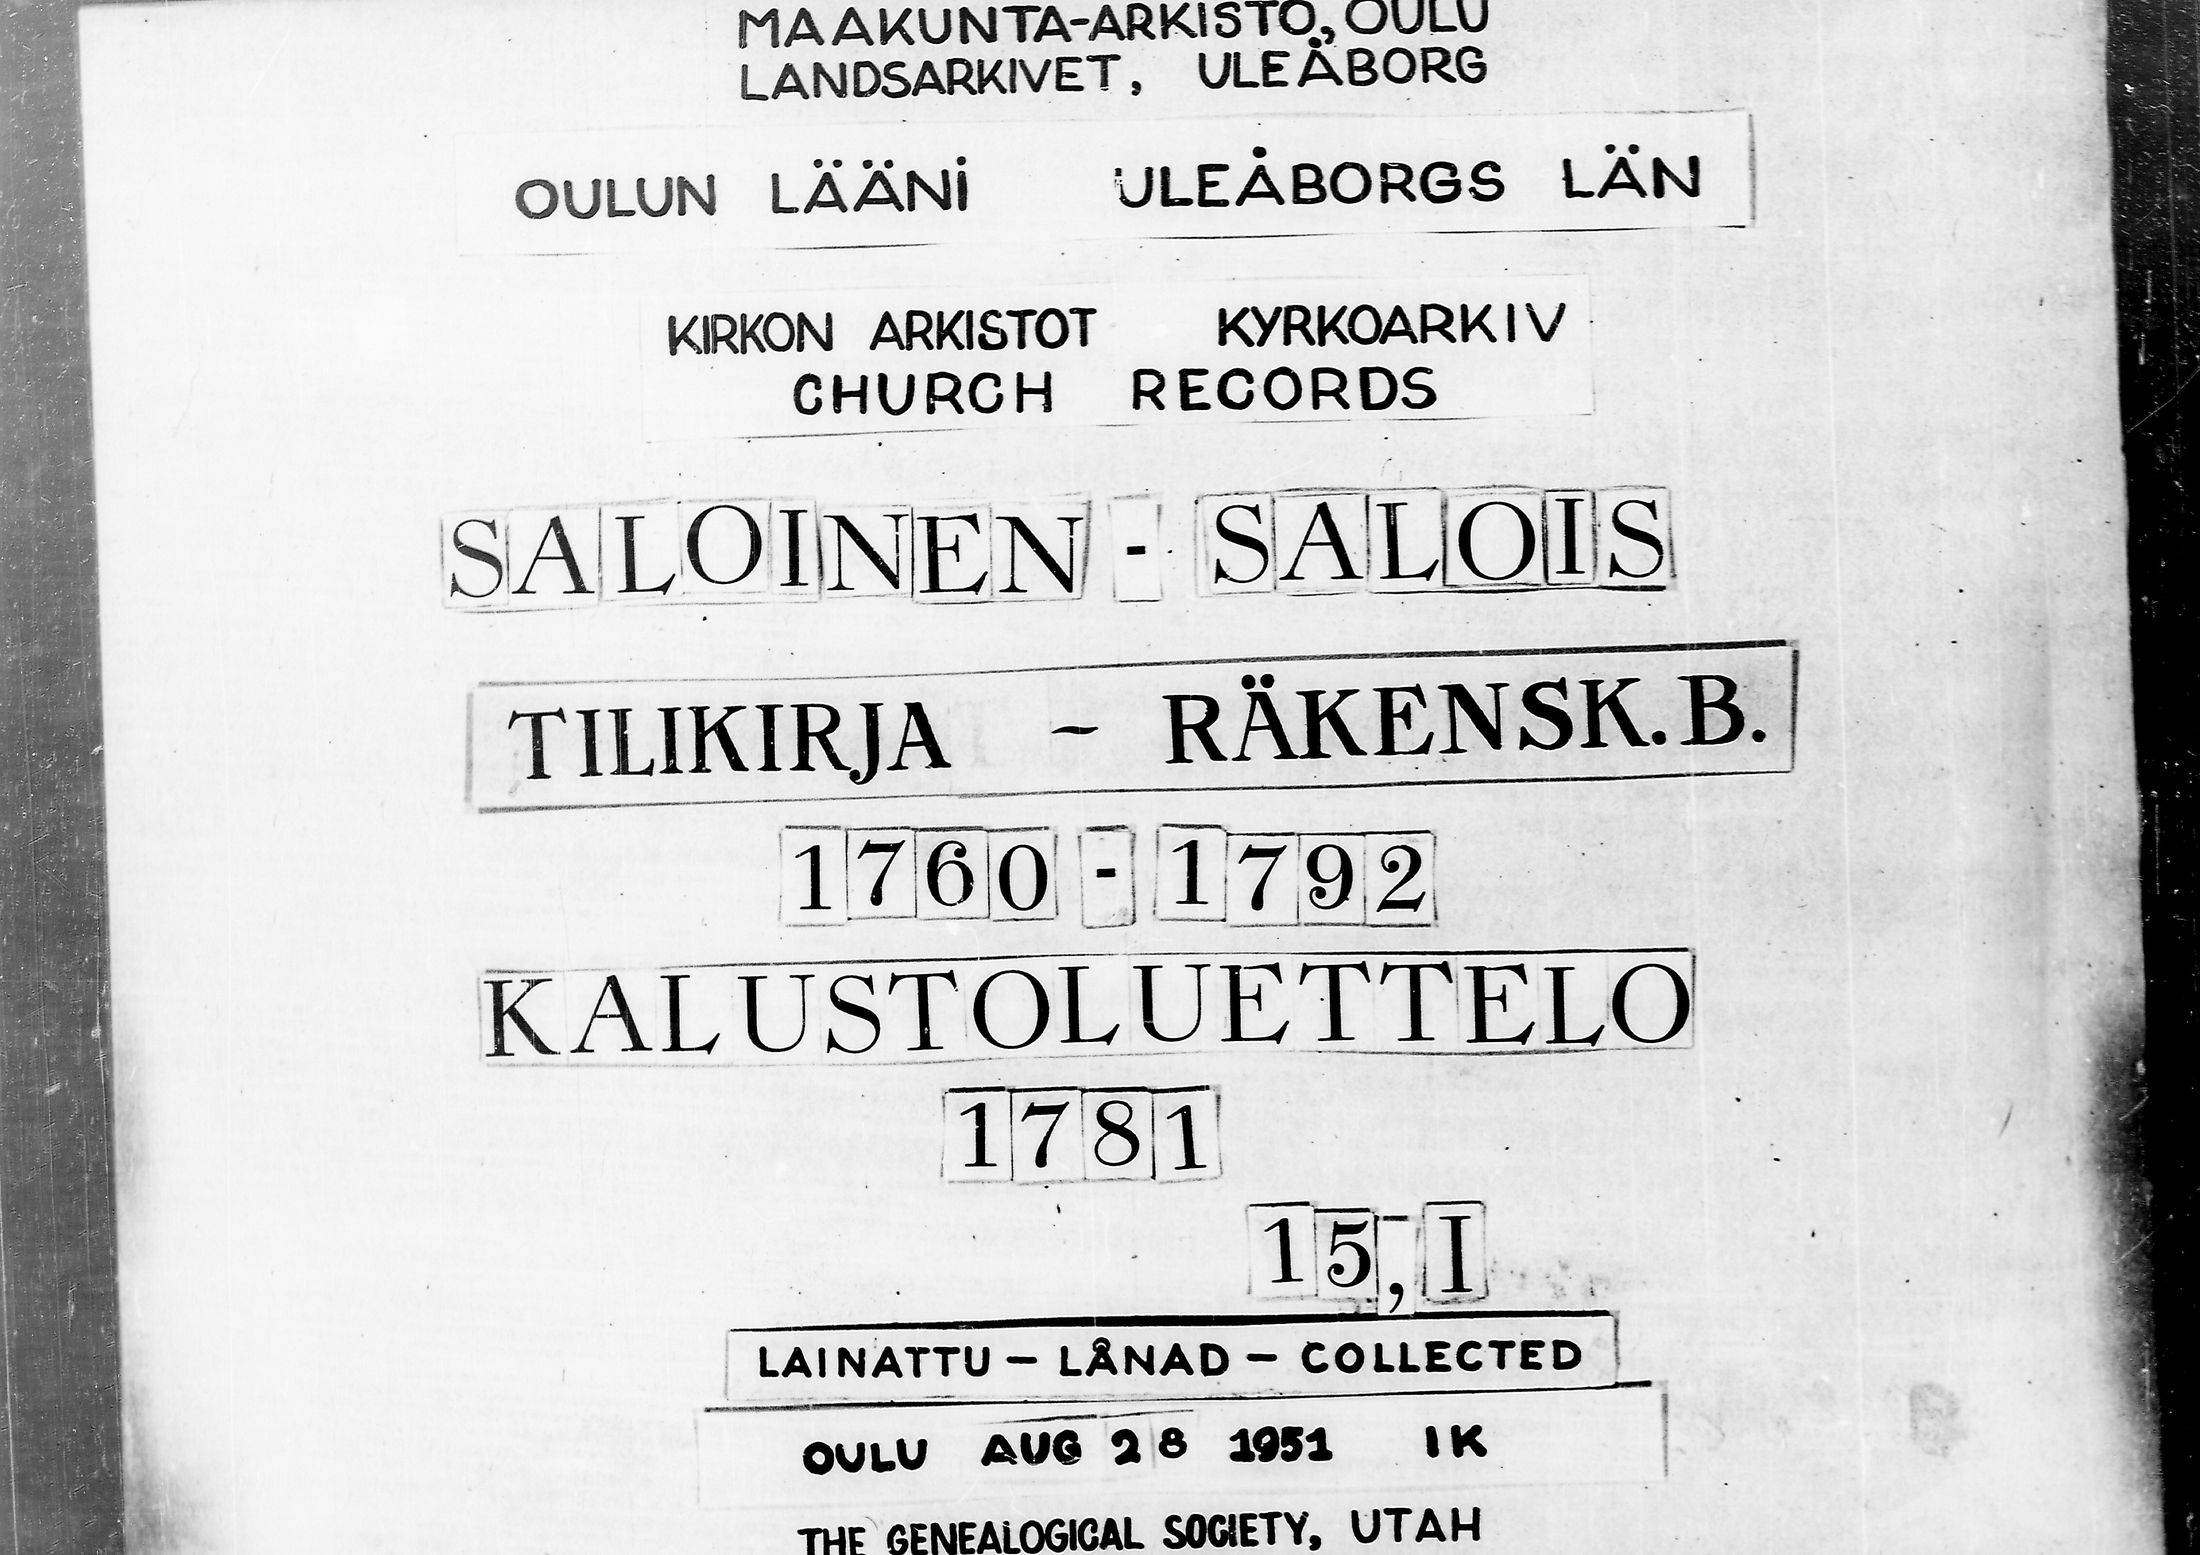 MAAKUNTA-ARKISTO, OULU
LANDSARKIVET, ULEÅBORG
OULUN LÄÄNI ULEÅBORGS LÄN
KIRKON ARKISTOT KYRKOARKIV
CHURCH RECORDS
SALOINEN - SALOIS
TILIKIRJA - RÄKENSK. B.
1760 - 1792
KALUSTOLUETTELO
1781
15, I
LAINATTU - LÅNAD - COLLECTED
OULU AUG 28 1951 IK
THE GENEALOGICAL SOCIETY, UTAH